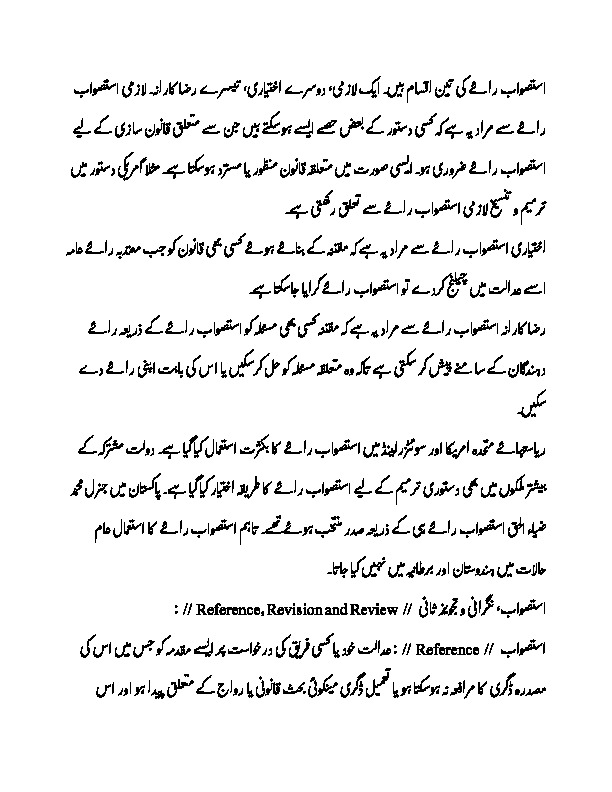 استصواب رائے کی تین اقسام ہیں۔ ایک لازمی، دوسرے اختیاری، تیسرے رضا کارانہ۔ لازمی استصواب
رائے سے مراد یہ ہے کہ کسی دستور کے بعض حصے ایسے ہوسکتے ہیں جن سے متعلق قانون سازی کے لیے
استصواب رائے ضروری ہو۔ ایسی صورت میں متعلقہ قانون منظور یا مسترد ہوسکتا ہے۔ مثلاً امریکی دستور میں
ترمیم و تنسیخ لازمی استصواب رائے سے تعلق رکھتی ہے۔
اختیاری استصواب رائے سے مراد یہ ہے کہ مقننہ کے بنائے ہوئے کسی بھی قانون کو جب معتدبہ رائے عامہ
اسے عدالت میں چیلنج کردے تو استصواب رائے کرایا جاسکتا ہے۔
رضا کارانہ استصواب رائے سے مراد یہ ہے کہ مقننہ کسی بھی مسئلہ کو استصواب رائے کے ذریعہ رائے
دہندگان کے سامنے پیش کر سکتی ہے تاکہ وہ متعلقہ مسئلہ کو حل کرسکیں یا اس کی بابت اپنی رائے دے
سکیں۔
ریاستہائے متحدہ امریکا اور سوئٹزرلینڈ میں استصواب رائے کا بکثرت استعمال کیا گیا ہے۔ دولت مشترکہ کے
بیشتر ملکوں میں بھی دستوری ترمیم کے لیے استصواب رائے کا طریقہ اختیار کیا گیا ہے۔ پاکستان میں جنرل محمد
ضیاء الحق استصواب رائے ہی کے ذریعہ صدر منتخب ہوئے تھے۔ تاہم استصواب رائے کا استعمال عام
حالات میں ہندوستان اور برطانیہ میں نہیں کیا جاتا۔
استصواب، نگرانی و تجویز ثانی // Reference, Revision and Review // :
استصواب // Reference // : عدالت خود یا کسی فریق کی درخواست پر ایسے مقدمہ کو جس میں اس کی
مصدرہ ڈگری کا مرافعہ نہ ہوسکتا ہو یا تعمیل ڈگری میں کوئی بحث قانونی یا رواج کے متعلق پیدا ہو اور اس